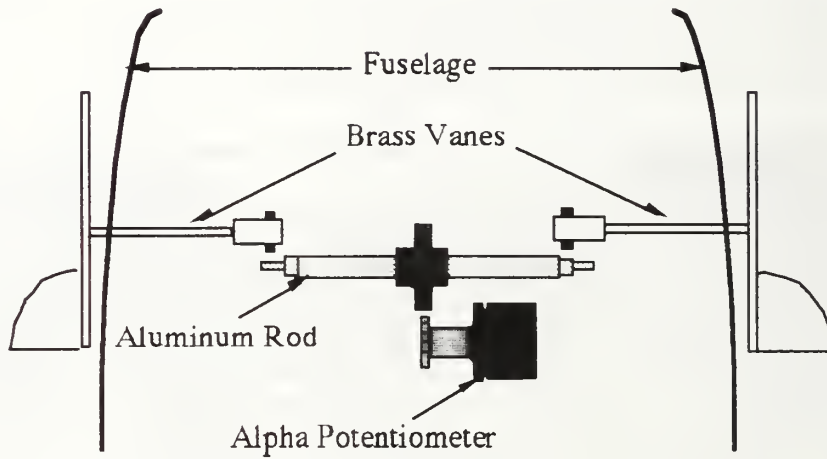 Fuselage
Brass Vanes
Aluminum Rod
Alpha Potentiometer